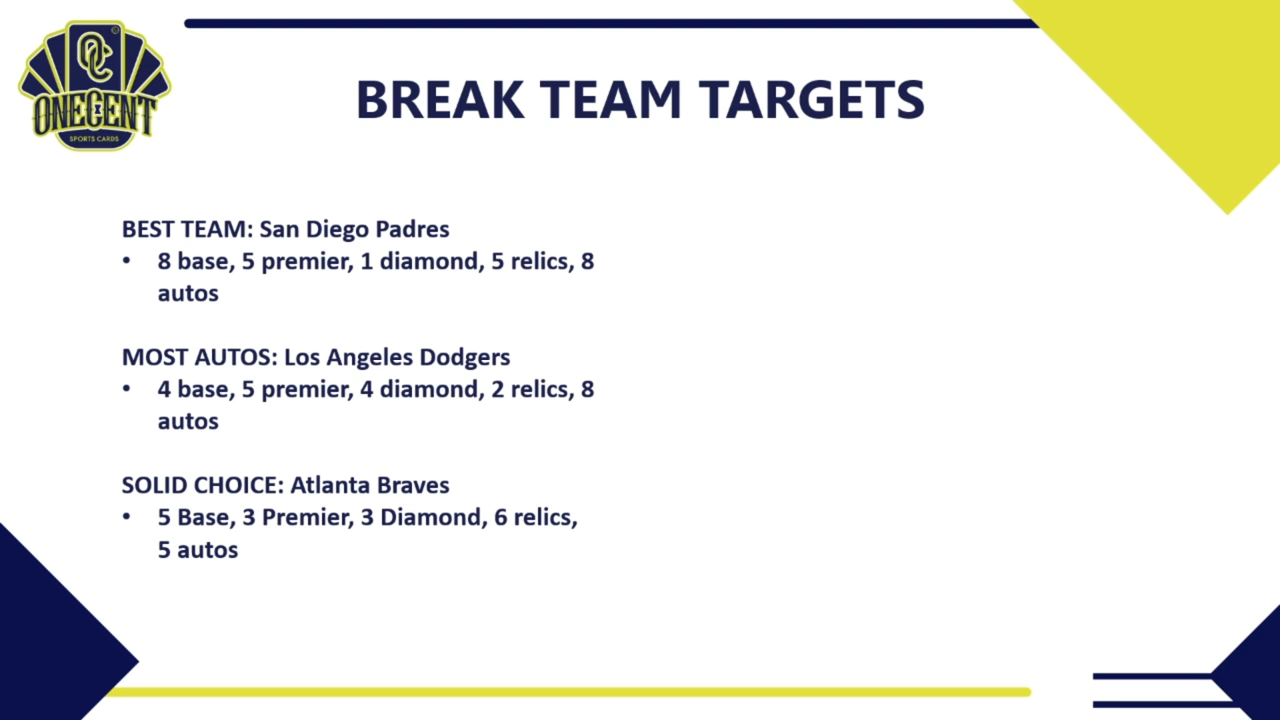 OC
ONECENT
SPORTS CARDS
BREAK TEAM TARGETS
BEST TEAM: San Diego Padres
• 8 base, 5 premier, 1 diamond, 5 relics, 8
autos
MOST AUTOS: Los Angeles Dodgers
• 4 base, 5 premier, 4 diamond, 2 relics, 8
autos
SOLID CHOICE: Atlanta Braves
• 5 Base, 3 Premier, 3 Diamond, 6 relics,
5 autos